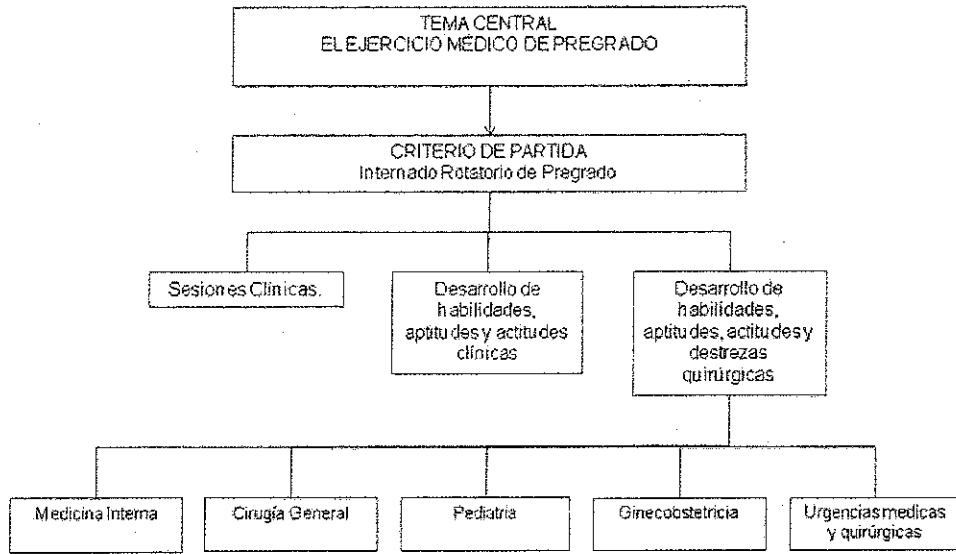 TEMA CENTRAL
EL EJERCICIO MÉDICO DE PREGRADO
CRITERIO DE PARTIDA
Internado Rotatorio de Pregrado
Sesiones Clínicas.
Desarrollo de
habilidades,
aptitudes y actitudes
clínicas
Desarrollo de
habilidades,
aptitudes, actitudes y
destrezas
quirúrgicas
Medicina Interna
Cirugía General
Pediatria
Ginecobstetricia
Urgencias medicas
y quirúrgicas